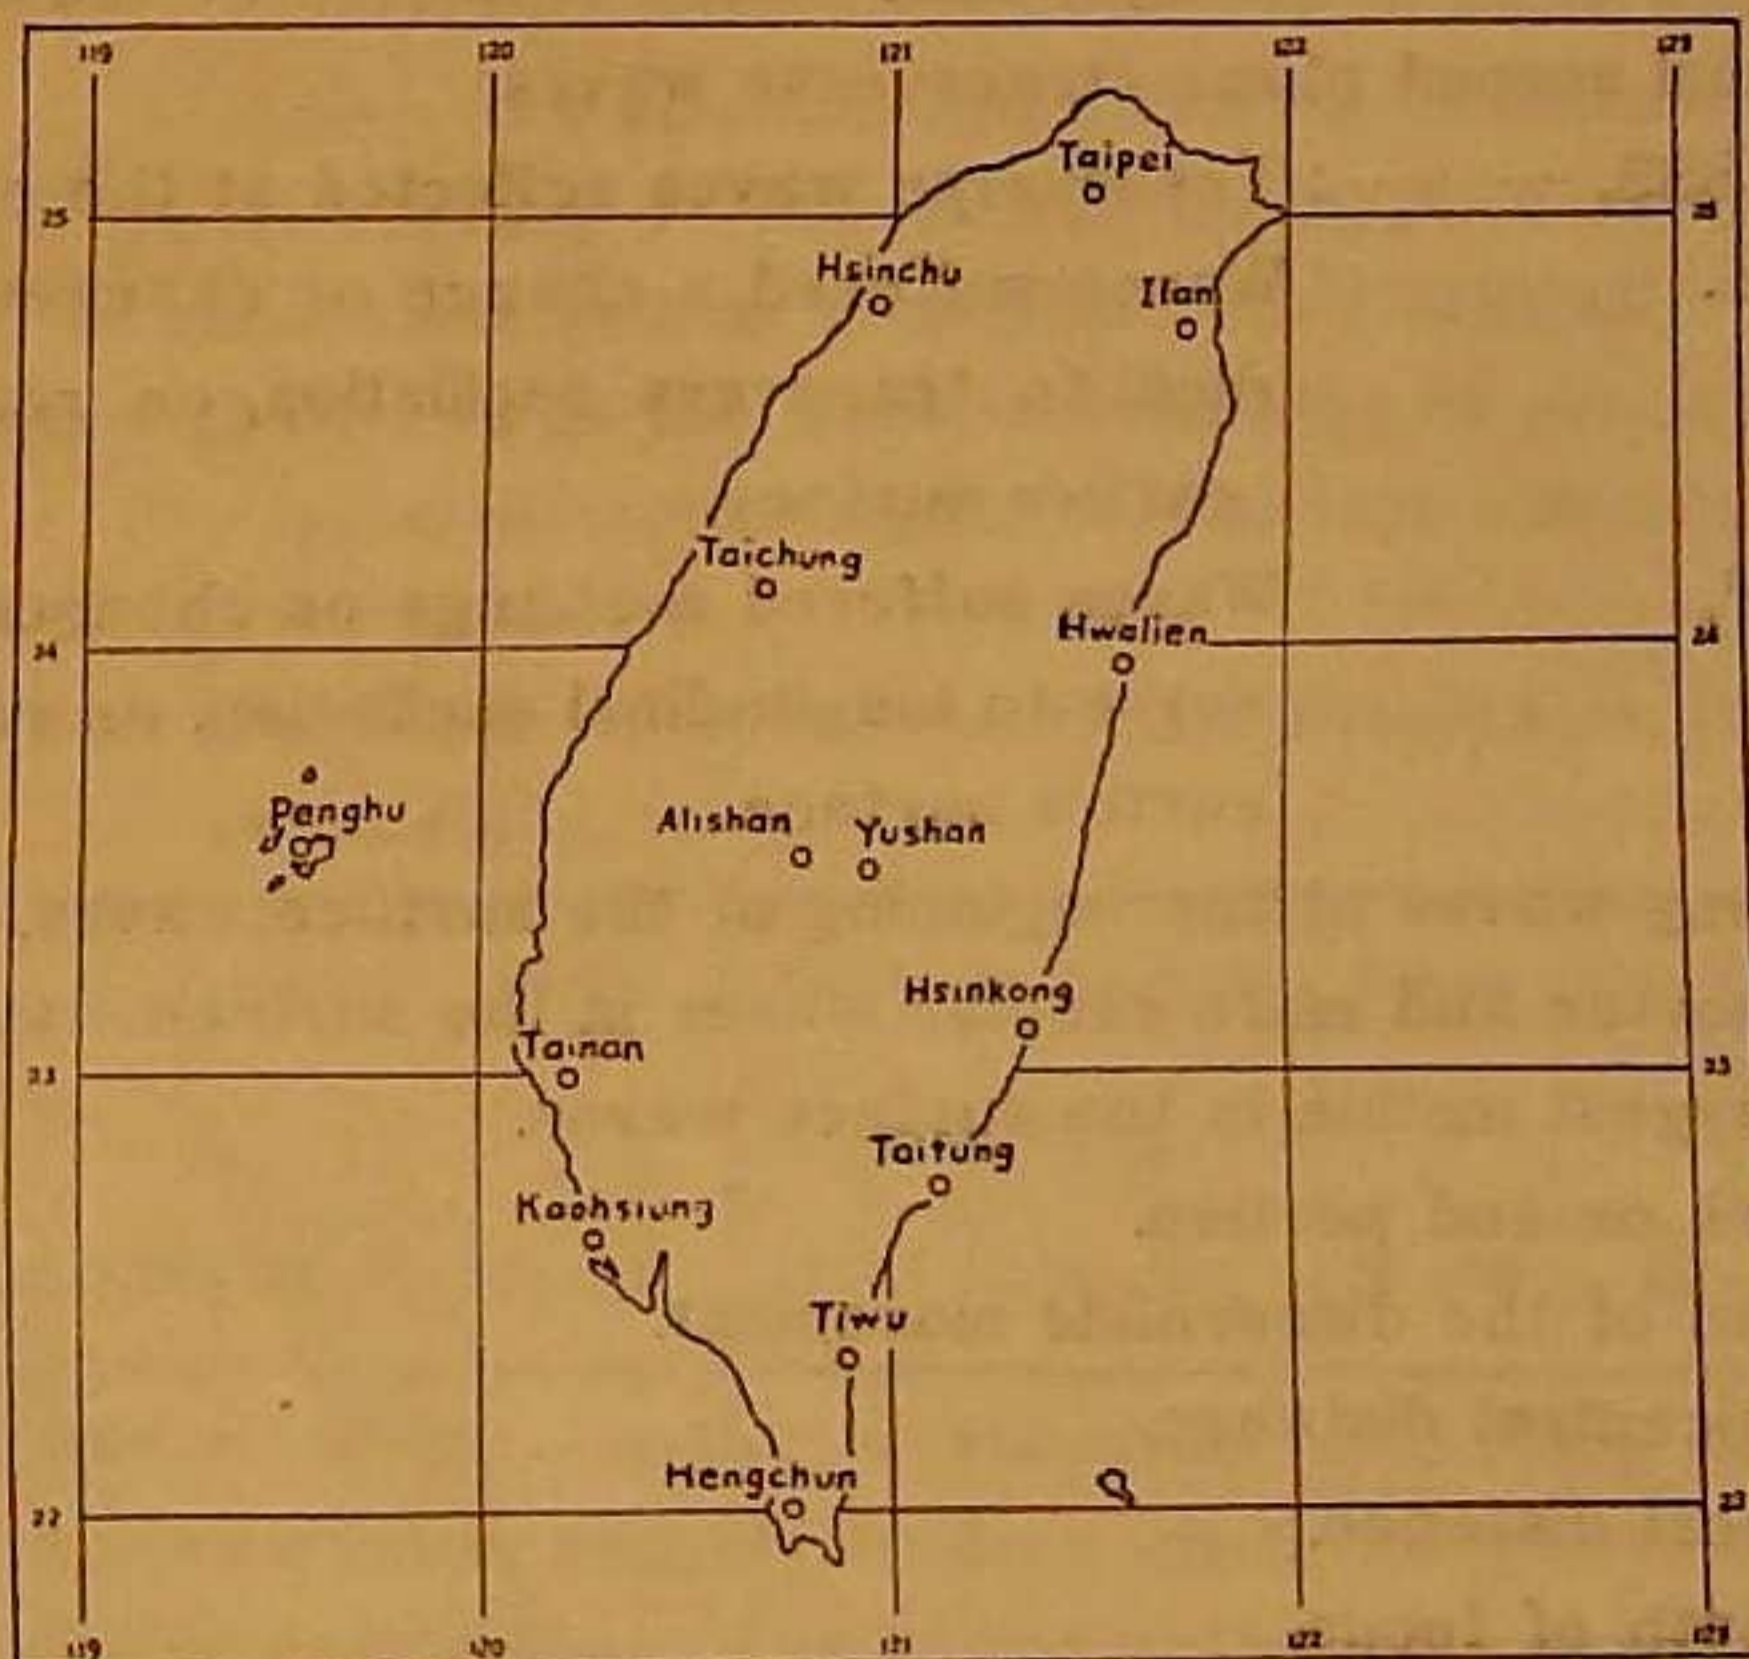 119 120 121 122 123
Taipei
25 25
Hsinchu
Ilan
Taichung
Hwalien
24 24
Penghu
Alishan
Yushan
Hsinkong
Tainan
23 23
Taitung
Kaohsiung
Tiwu
Hengchun
22 22
119 120 121 122 123